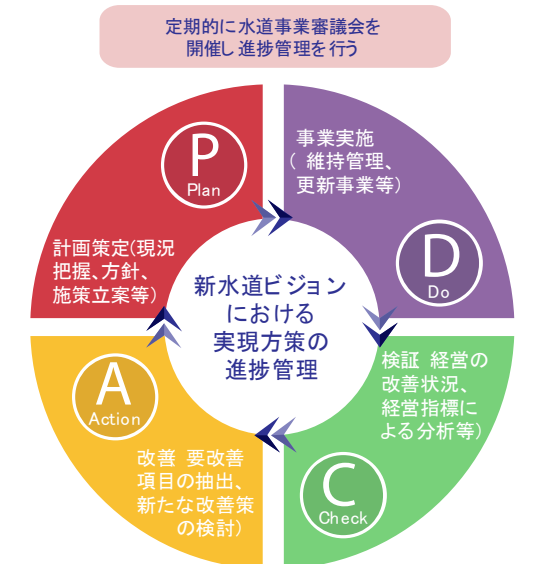 定期的に水道事業審議会を
開催し進捗管理を行う
P
Plan
計画策定(現況
把握、方針、
施策立案等)
事業実施
( 維持管理、
更新事業等)
D
Do
新水道ビジョン
における
実現方策の
進捗管理
検証 経営の
改善状況、
経営指標に
よる分析等)
C
Check
A
Action
改善 要改善
項目の抽出、
新たな改善策
の検討)